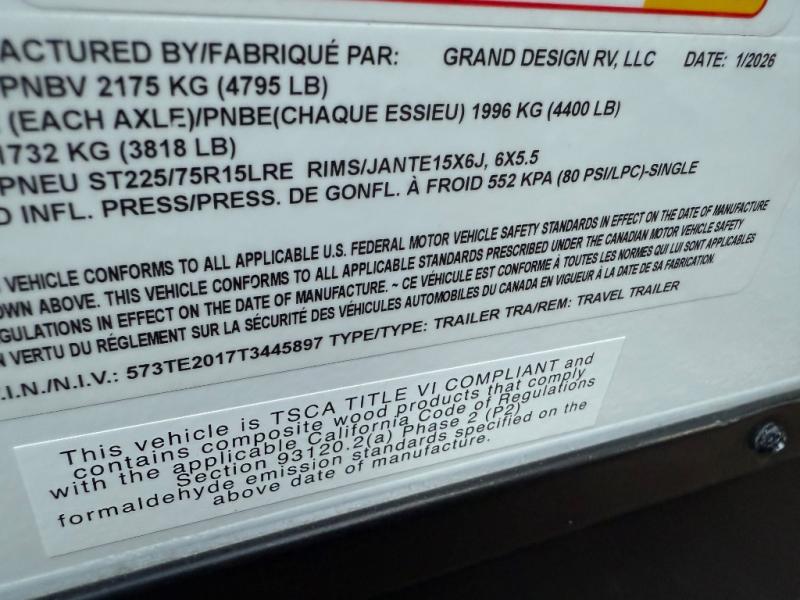 ACTURED BY/FABRIQUÉ PAR: GRAND DESIGN RV, LLC DATE: 1/2026
PNBV 2175 KG (4795 LB)
(EACH AXLE)/PNBE(CHAQUE ESSIEU) 1996 KG (4400 LB)
1732 KG (3818 LB)
PNEU ST225/75R15LRE RIMS/JANTE15X6J, 6X5.5
D INFL. PRESS/PRESS. DE GONFL. À FROID 552 KPA (80 PSI/LPC)-SINGLE
VEHICLE CONFORMS TO ALL APPLICABLE U.S. FEDERAL MOTOR VEHICLE SAFETY STANDARDS IN EFFECT ON THE DATE OF MANUFACTURE
OWN ABOVE. THIS VEHICLE CONFORMS TO ALL APPLICABLE STANDARDS PRESCRIBED UNDER THE CANADIAN MOTOR VEHICLE SAFETY
GULATIONS IN EFFECT ON THE DATE OF MANUFACTURE. ~ CE VÉHICULE EST CONFORME À TOUTES LES NORMES QUI LUI SONT APPLICABLES
N VERTU DU RÉGLEMENT SUR LA SÉCURITÉ DES VÉHICULES AUTOMOBILES DU CANADA EN VIGUEUR À LA DATE DE SA FABRICATION.
.I.N./N.I.V.: 573TE2017T3445897 TYPE/TYPE: TRAILER TRA/REM: TRAVEL TRAILER
This vehicle is TSCA TITLE VI COMPLIANT and
contains composite wood products that comply
with the applicable California Code of Regulations
Section 93120.2(a) Phase 2 (P2)
formaldehyde emission standards specified on the
above date of manufacture.